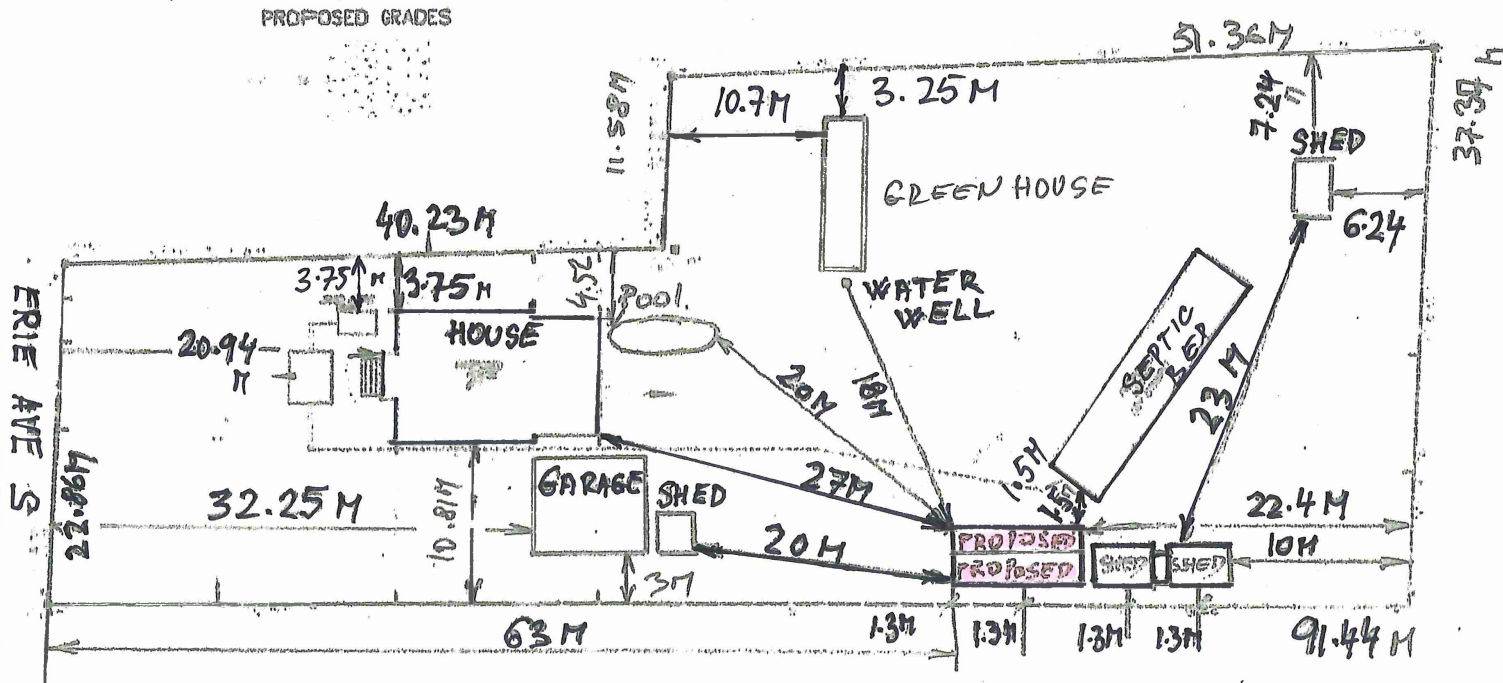 PROPOSED GRADES
51.36M
10.7M
3.25M
11.58M
7.24
M
37.39
SHED
GREEN HOUSE
6.24
40.23M
3.75 M
3.75M
4.52
POOL
WATER
WELL
HOUSE
ERIE AVE S
20.94
M
SEPTIC
BED
20M
18M
23M
22.86M
32.25M
10.81M
GARAGE
SHED
27M
1.5M
1.5M
22.4M
20M
PROPOSED
PROPOSED
SHED
SHED
10M
3M
63M
1.3M
1.3M
1.3M
1.3M
91.44M